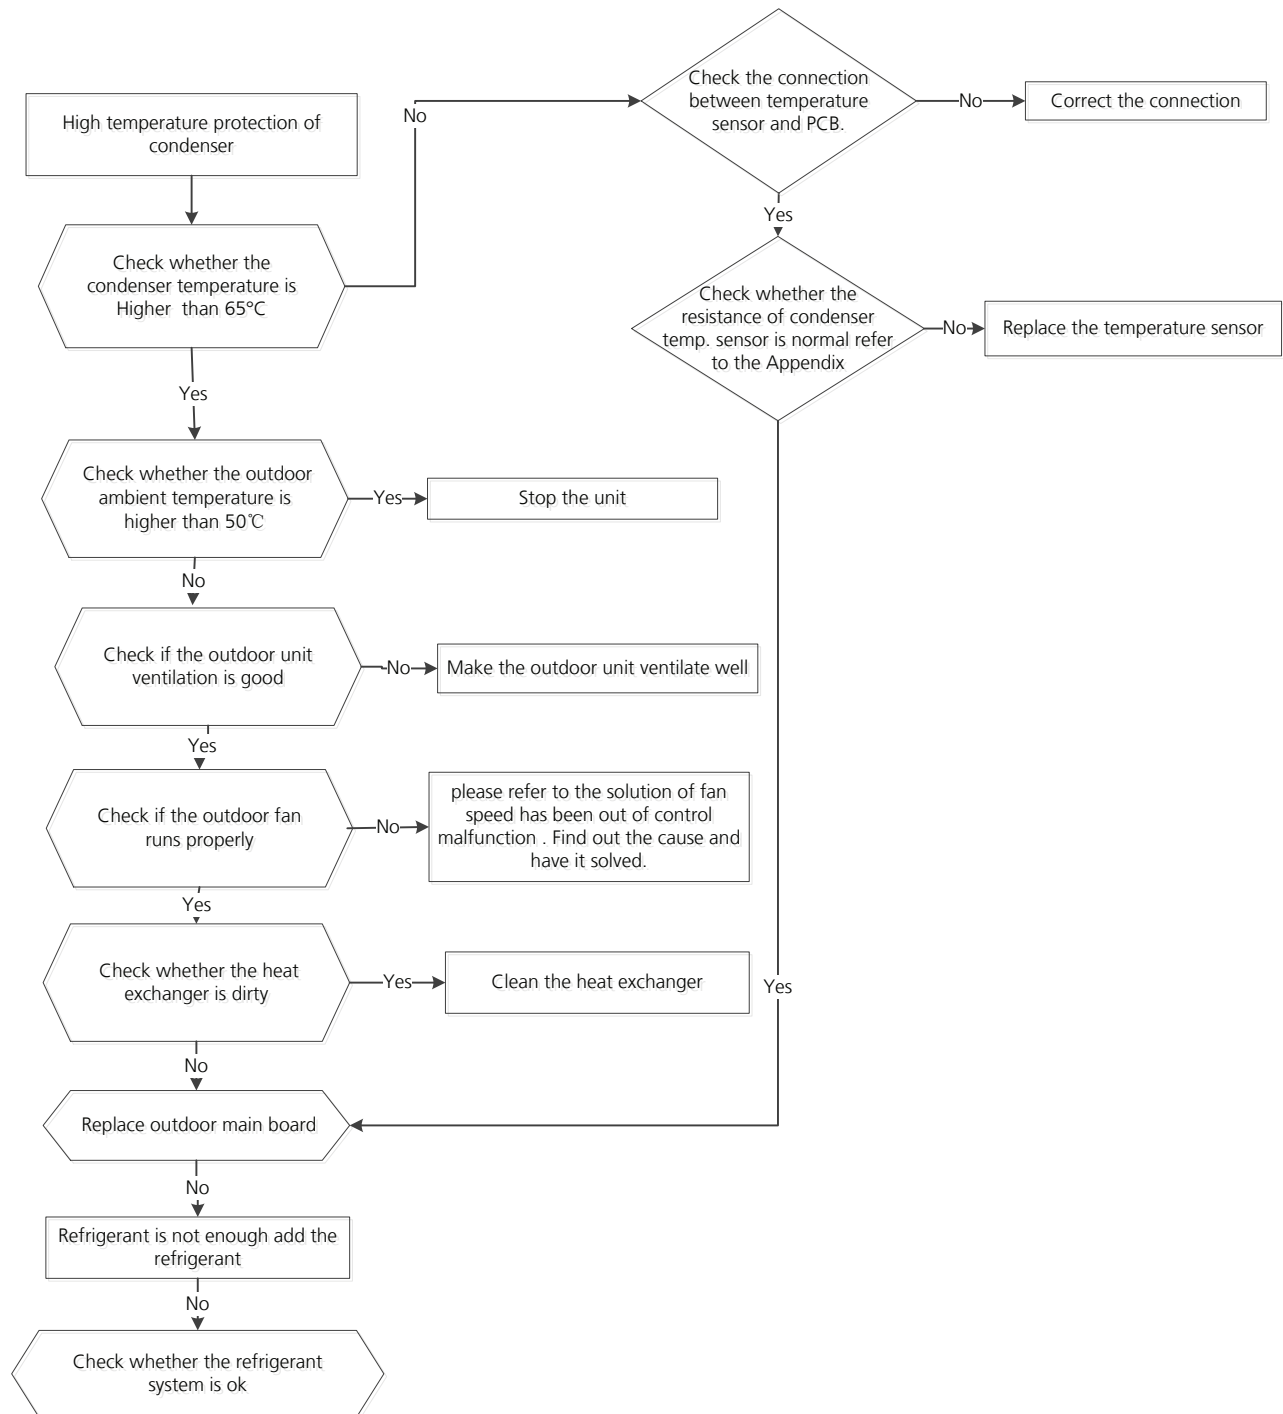 High temperature protection of
condenser
Check whether the
condenser temperature is
Higher than 65°C
No
Check the connection
between temperature
sensor and PCB.
No
Correct the connection
Yes
Check whether the
resistance of condenser
temp. sensor is normal refer
to the Appendix
No
Replace the temperature sensor
Yes
Yes
Check whether the outdoor
ambient temperature is
higher than 50℃
Yes
Stop the unit
No
Check if the outdoor unit
ventilation is good
No
Make the outdoor unit ventilate well
Yes
Check if the outdoor fan
runs properly
No
please refer to the solution of fan
speed has been out of control
malfunction . Find out the cause and
have it solved.
Yes
Check whether the heat
exchanger is dirty
Yes
Clean the heat exchanger
No
Replace outdoor main board
No
Refrigerant is not enough add the
refrigerant
No
Check whether the refrigerant
system is ok